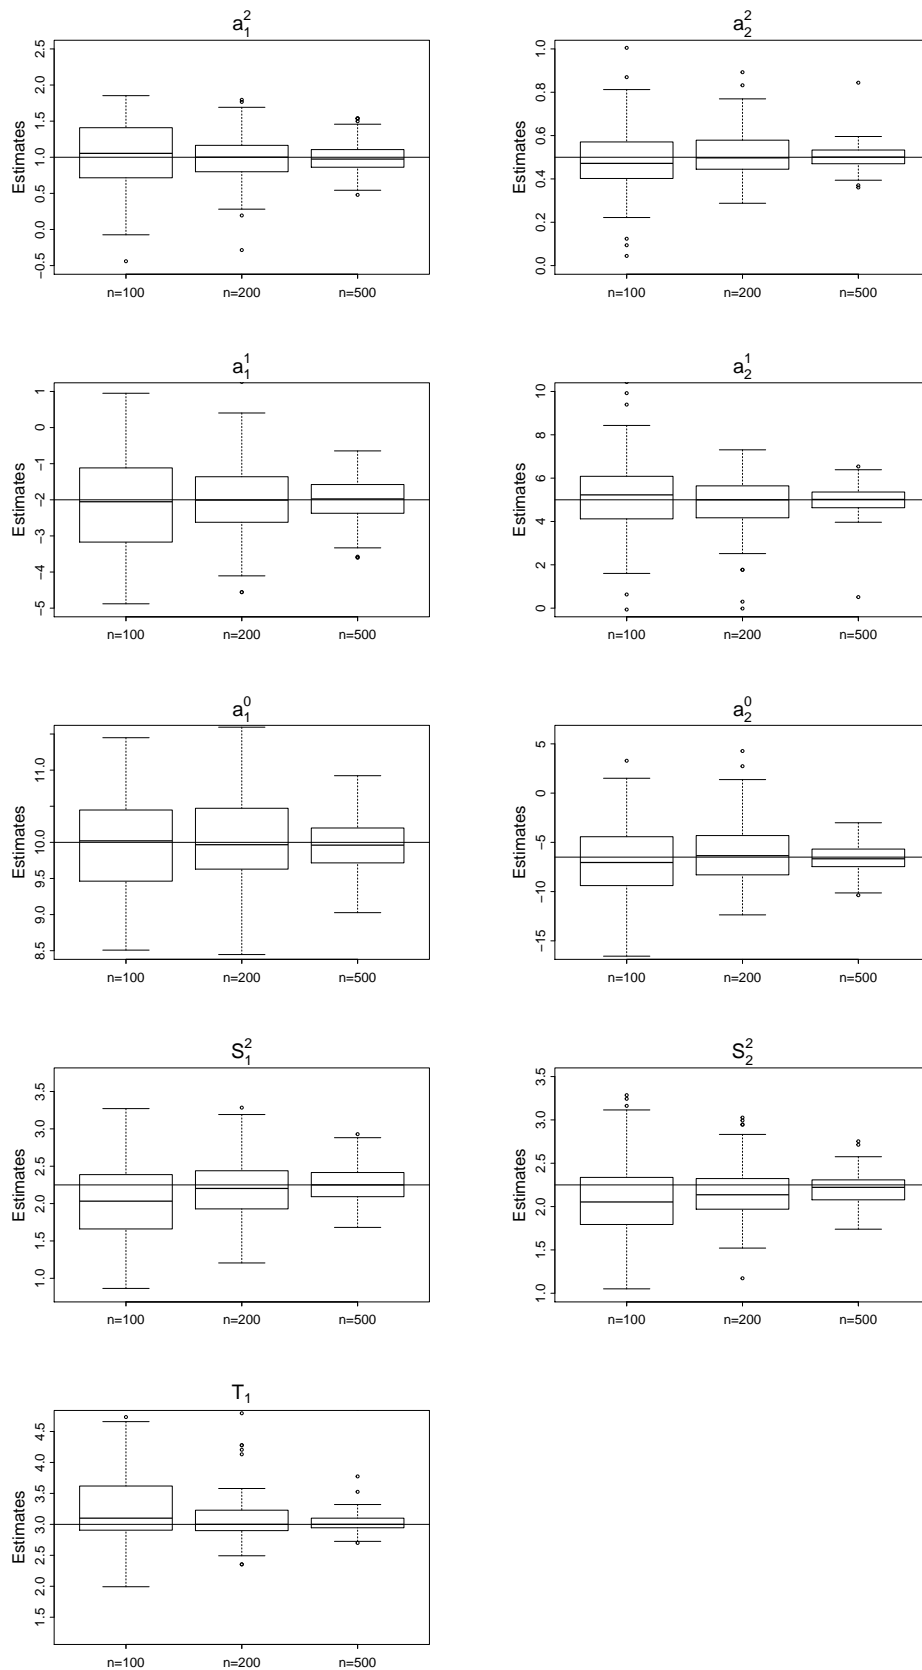 a₁²
Estimates
−0.5 0.0 0.5 1.0 1.5 2.0 2.5
n=100 n=200 n=500
a₂²
Estimates
0.0 0.2 0.4 0.6 0.8 1.0
n=100 n=200 n=500
a₁¹
Estimates
−5 −4 −3 −2 −1 0 1
n=100 n=200 n=500
a₂¹
Estimates
0 2 4 6 8 10
n=100 n=200 n=500
a₁⁰
Estimates
8.5 9.0 9.5 10.0 11.0
n=100 n=200 n=500
a₂⁰
Estimates
−15 −10 −5 0 5
n=100 n=200 n=500
S₁²
Estimates
1.0 1.5 2.0 2.5 3.0 3.5
n=100 n=200 n=500
S₂²
Estimates
1.0 1.5 2.0 2.5 3.0 3.5
n=100 n=200 n=500
T₁
Estimates
1.5 2.0 2.5 3.0 3.5 4.0 4.5
n=100 n=200 n=500